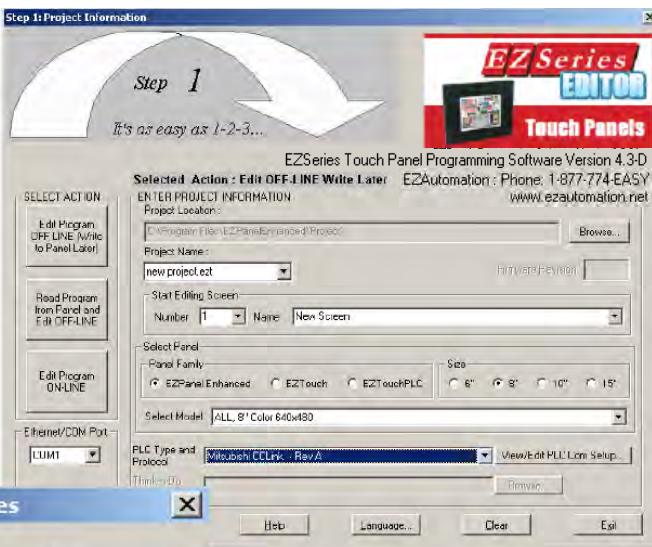 Step 1: Project Information
Step 1
It's as easy as 1-2-3...
EZSeries
EDITOR
Touch Panels
EZSeries Touch Panel Programming Software Version 4.3-D
Selected Action : Edit OFF-LINE Write Later
EZAutomation : Phone: 1-877-774-EASY
www.ezautomation.net
SELECT ACTION
Edit Program
OFF LINE (Write
to Panel Later)
Read Program
from Panel and
Edit OFF-LINE
Edit Program
ON-LINE
Ethernet/COM Port
COM1
ENTER PROJECT INFORMATION
Project Location :
C:\Program Files\EZPanelEnhanced\Project\
Browse...
Project Name :
new project.ezt
Firmware Revision
Start Editing Screen
Number 1 Name New Screen
Select Panel
Panel Family
EZPanel Enhanced EZTouch EZTouchPLC
Size
6" 8" 10" 15"
Select Model ALL, 8" Color 640x480
PLC Type and
Protocol
Mitsubishi CCLink - Rev A
View/Edit PLC Com Setup...
Browse...
es
Help Language... Clear Exit